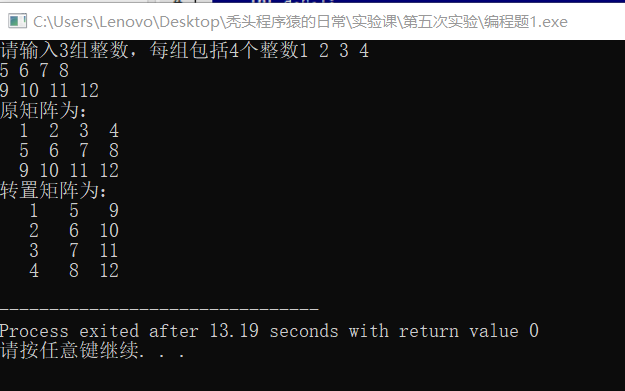 C:\Users\Lenovo\Desktop\秃头程序猿的日常\实验课\第五次实验\编程题1.exe
请输入3组整数，每组包括4个整数1 2 3 4
5 6 7 8
9 10 11 12
原矩阵为:
  1  2  3  4
  5  6  7  8
  9 10 11 12
转置矩阵为:
   1   5   9
   2   6  10
   3   7  11
   4   8  12
--------------------------------
Process exited after 13.19 seconds with return value 0
请按任意键继续. . .